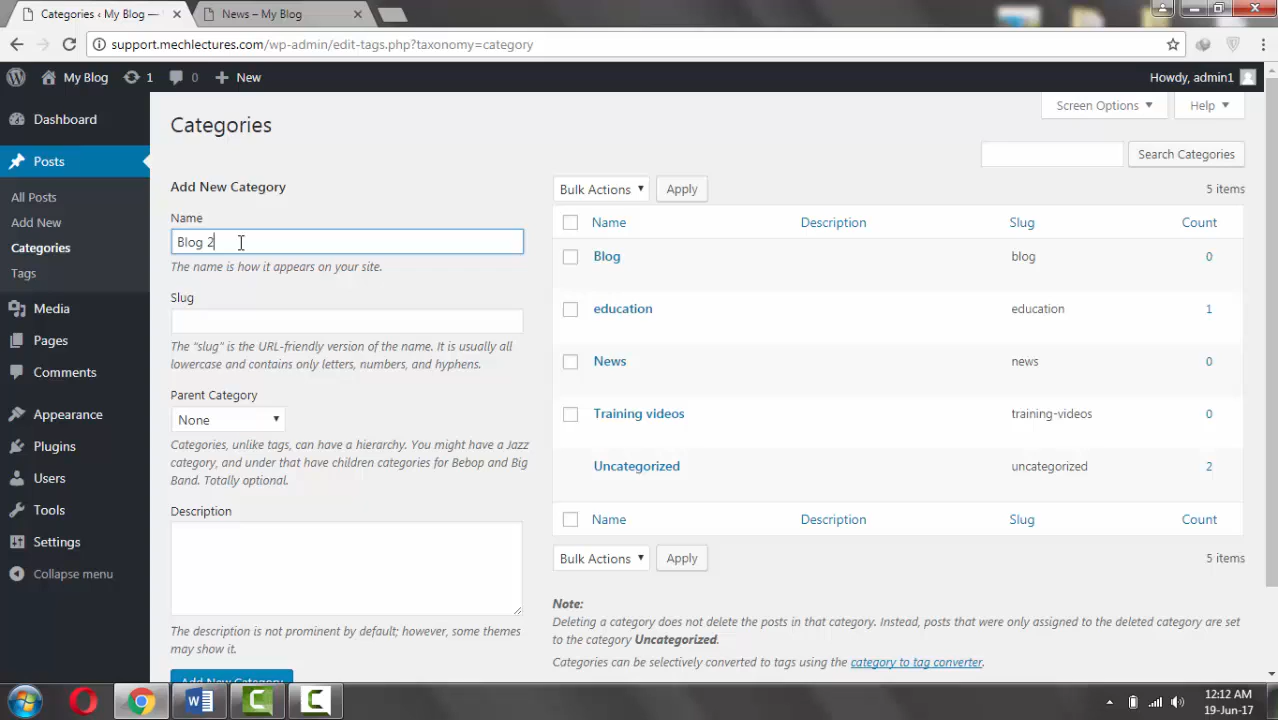 Categories ‹ My Blog —
News – My Blog
support.mechlectures.com/wp-admin/edit-tags.php?taxonomy=category
My Blog
1
0
New
Howdy, admin1
Dashboard
Posts
All Posts
Add New
Categories
Tags
Media
Pages
Comments
Appearance
Plugins
Users
Tools
Settings
Collapse menu
Screen Options
Help
Categories
Search Categories
Add New Category
Name
Blog 2
The name is how it appears on your site.
Slug
The “slug” is the URL-friendly version of the name. It is usually all
lowercase and contains only letters, numbers, and hyphens.
Parent Category
None
Categories, unlike tags, can have a hierarchy. You might have a Jazz
category, and under that have children categories for Bebop and Big
Band. Totally optional.
Description
The description is not prominent by default; however, some themes
may show it.
Add New Category
Bulk Actions
Apply
5 items
Name Description Slug Count
Blog blog 0
education education 1
News news 0
Training videos training-videos 0
Uncategorized uncategorized 2
Name Description Slug Count
Bulk Actions
Apply
5 items
Note:
Deleting a category does not delete the posts in that category. Instead, posts that were only assigned to the deleted category are set
to the category Uncategorized.
Categories can be selectively converted to tags using the category to tag converter.
12:12 AM
19-Jun-17